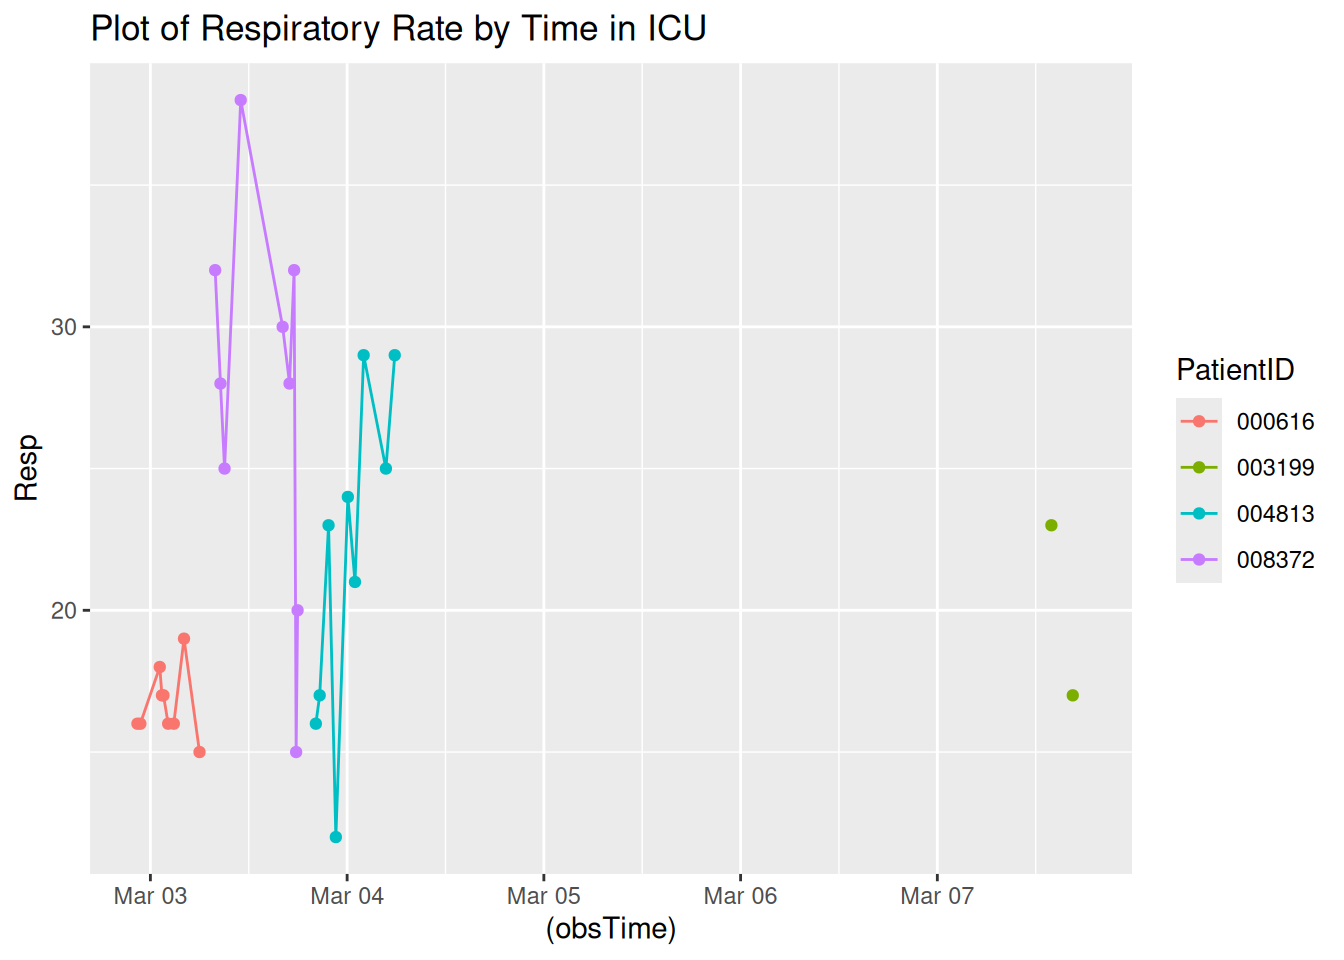 Plot of Respiratory Rate by Time in ICU
Resp
30
20
Mar 03
Mar 04
Mar 05
Mar 06
Mar 07
(obsTime)
PatientID
000616
003199
004813
008372